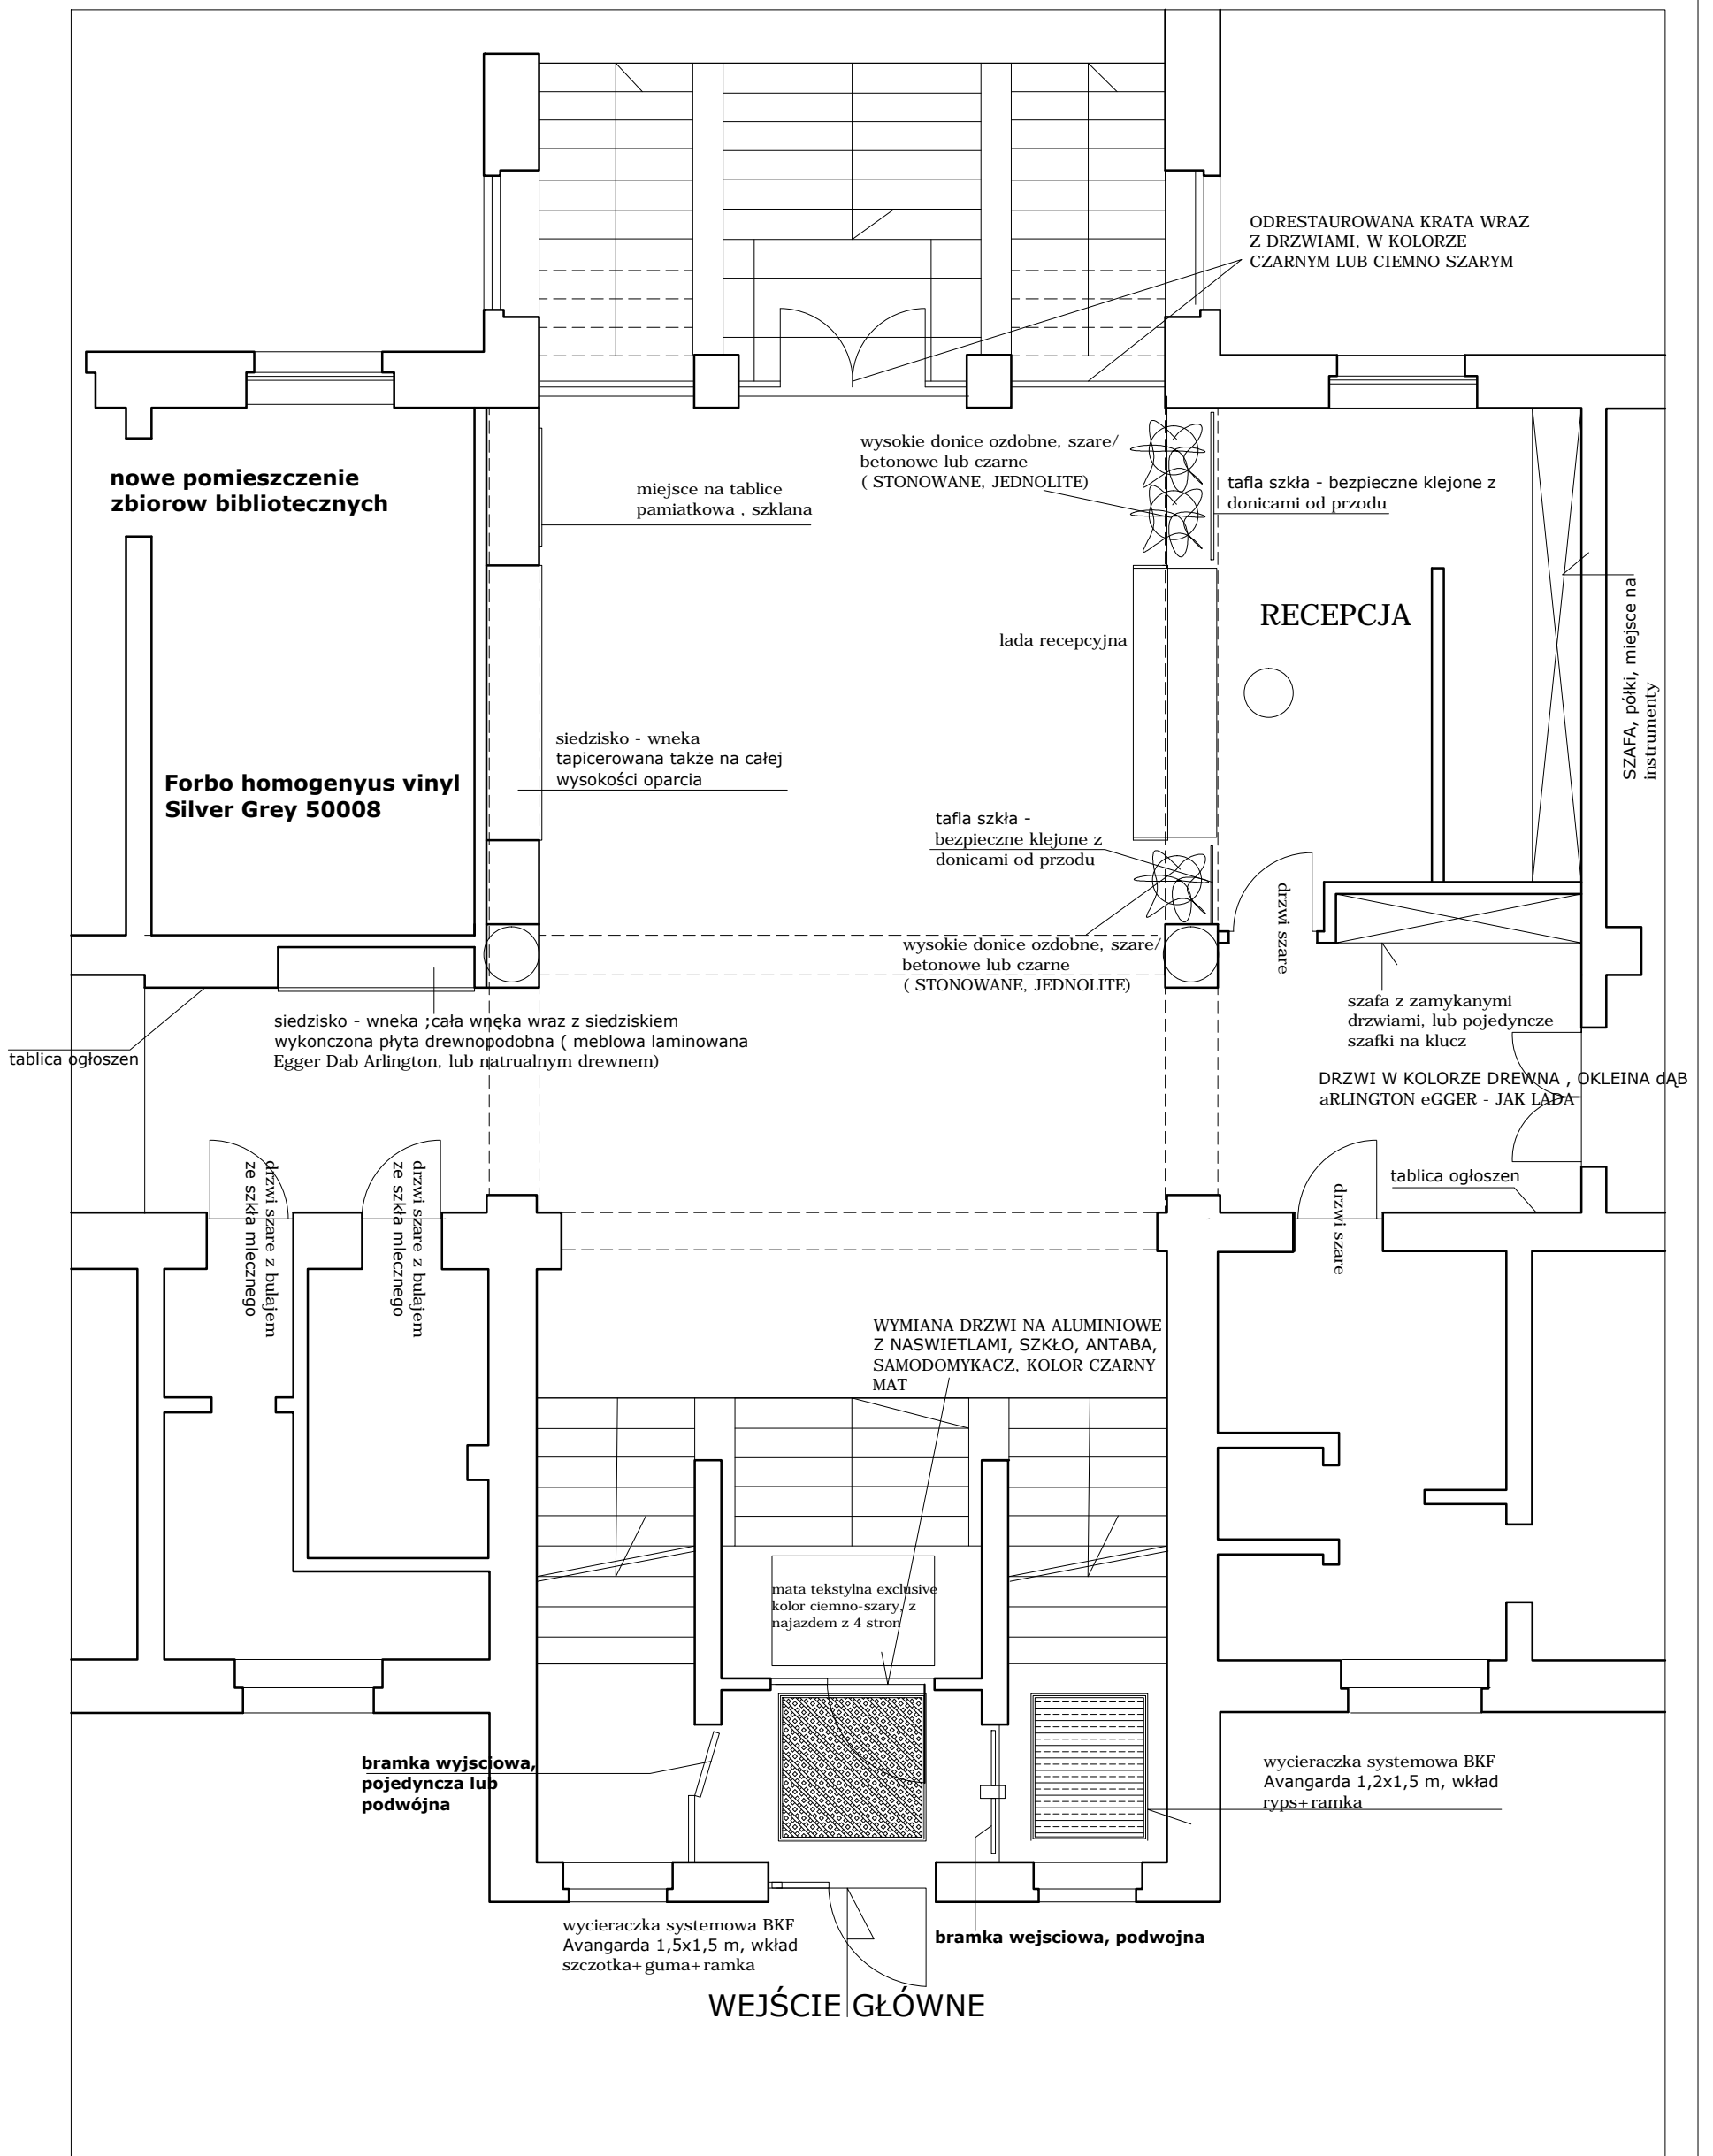 ODRESTAUROWANA KRATA WRAZ
Z DRZWIAMI, W KOLORZE
CZARNYM LUB CIEMNO SZARYM
wysokie donice ozdobne, szare/
betonowe lub czarne
( STONOWANE, JEDNOLITE)
nowe pomieszczenie
zbiorow bibliotecznych
miejsce na tablice
pamiatkowa , szklana
tafla szkła - bezpieczne klejone z
donicami od przodu
RECEPCJA
lada recepcyjna
SZAFA, półki, miejsce na
instrumenty
siedzisko - wneka
tapicerowana także na całej
wysokości oparcia
Forbo homogenyus vinyl
Silver Grey 50008
tafla szkła -
bezpieczne klejone z
donicami od przodu
drzwi szare
wysokie donice ozdobne, szare/
betonowe lub czarne
( STONOWANE, JEDNOLITE)
szafa z zamykanymi
drzwiami, lub pojedyncze
szafki na klucz
siedzisko - wneka ;cała wnęka wraz z siedziskiem
wykonczona płyta drewnopodobna ( meblowa laminowana
Egger Dab Arlington, lub natrualnym drewnem)
tablica ogłoszen
DRZWI W KOLORZE DREWNA , OKLEINA dĄB
aRLINGTON eGGER - JAK LADA
tablica ogłoszen
drzwi szare z bulajem
ze szkła mlecznego
drzwi szare z bulajem
ze szkła mlecznego
drzwi szare
WYMIANA DRZWI NA ALUMINIOWE
Z NASWIETLAMI, SZKŁO, ANTABA,
SAMODOMYKACZ, KOLOR CZARNY
MAT
mata tekstylna exclusive
kolor ciemno-szary, z
najazdem z 4 stron
bramka wyjsciowa,
pojedyncza lub
podwójna
wycieraczka systemowa BKF
Avangarda 1,2x1,5 m, wkład
ryps+ramka
wycieraczka systemowa BKF
Avangarda 1,5x1,5 m, wkład
szczotka+guma+ramka
bramka wejsciowa, podwojna
WEJŚCIE GŁÓWNE